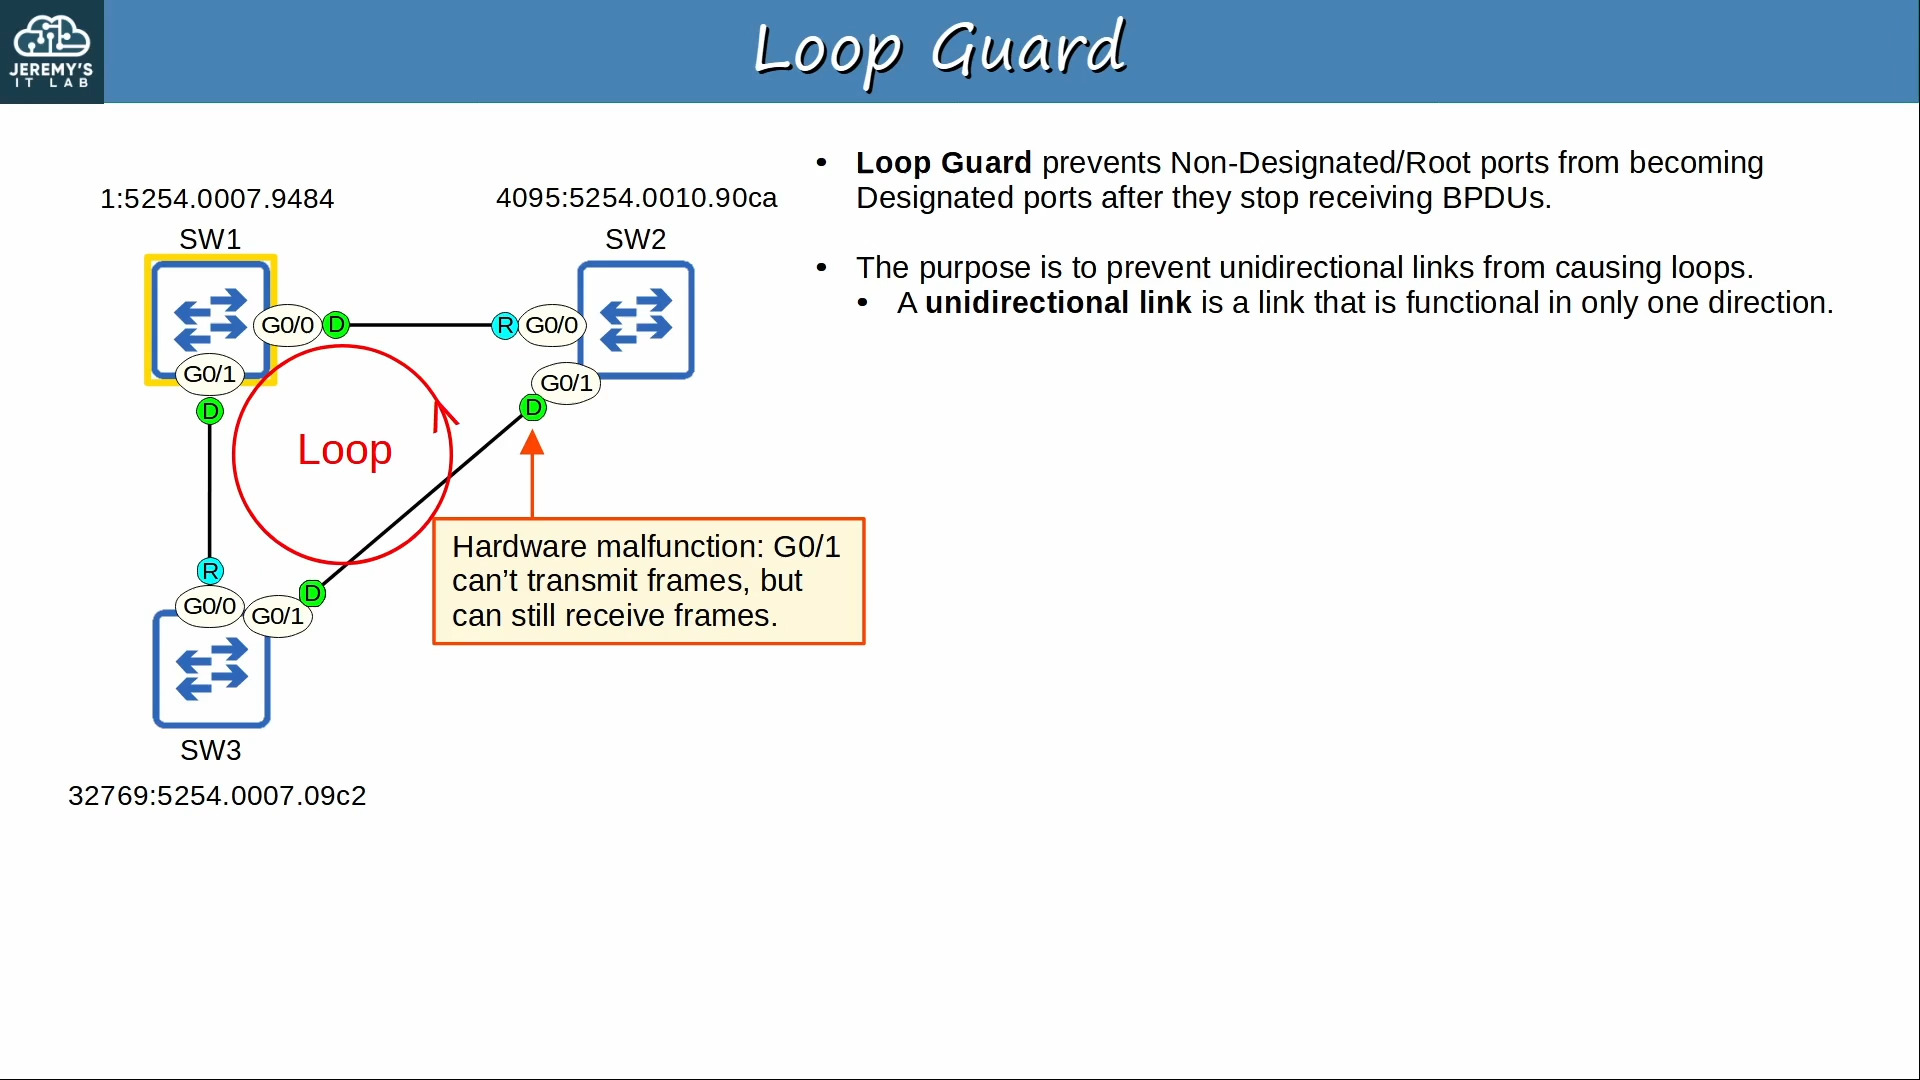 JEREMY'S
IT LAB
Loop Guard
1:5254.0007.9484
4095:5254.0010.90ca
SW1
SW2
G0/0
D
R
G0/0
G0/1
D
G0/1
D
Loop
R
G0/0
G0/1
D
SW3
32769:5254.0007.09c2
Hardware malfunction: G0/1
can't transmit frames, but
can still receive frames.
• Loop Guard prevents Non-Designated/Root ports from becoming
Designated ports after they stop receiving BPDUs.
• The purpose is to prevent unidirectional links from causing loops.
• A unidirectional link is a link that is functional in only one direction.